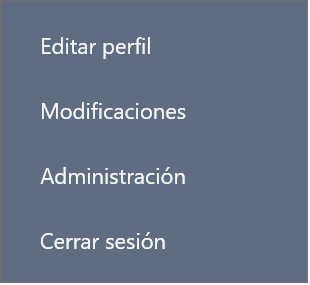 Editar perfil
Modificaciones
Administración
Cerrar sesión